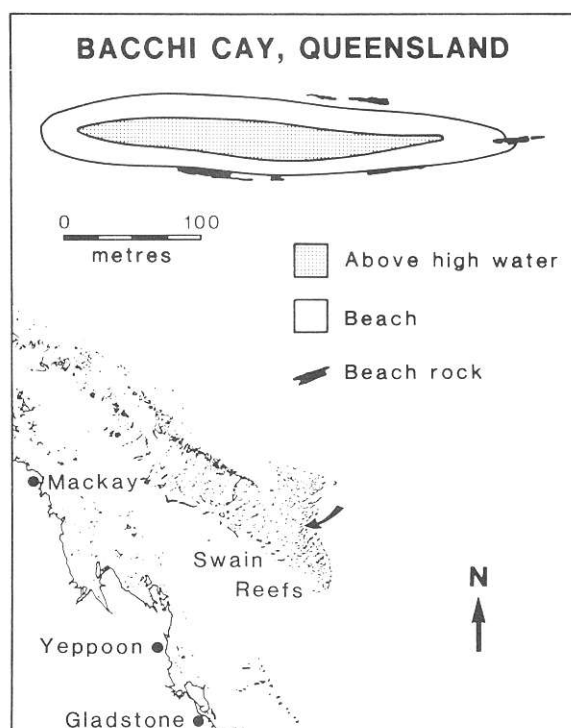 BACCHI CAY, QUEENSLAND
0 100
metres
Above high water
Beach
Beach rock
Mackay
Swain
Reefs
N
Yeppoon
Gladstone